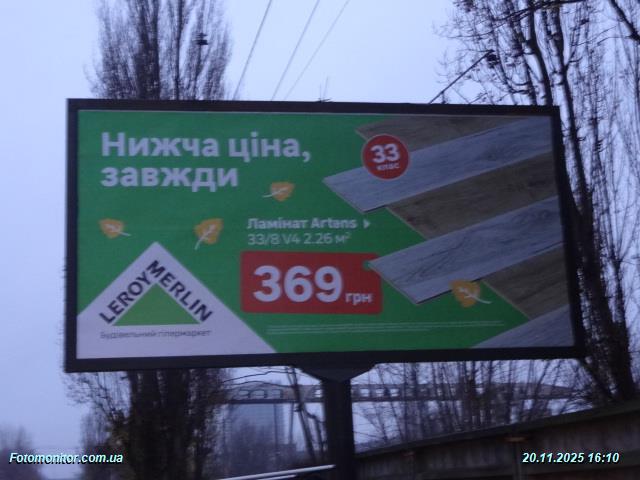 Нижча ціна,
завжди
33
клас
Ламінат Artens
33/8 V4 2.26 м²
369 грн
LEROY MERLIN
Будівельний гіпермаркет
Fotomonitor.com.ua
20.11.2025 16:10